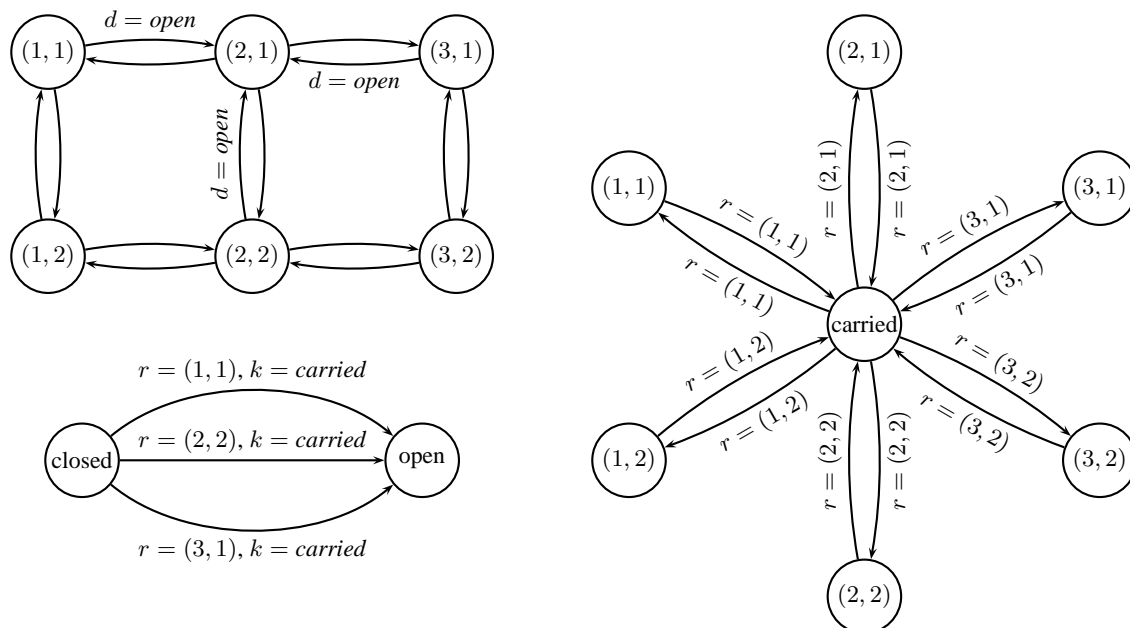 d = open
(1, 1)
(2, 1)
(3, 1)
d = open
d = open
(1, 2)
(2, 2)
(3, 2)
r = (1, 1), k = carried
closed
r = (2, 2), k = carried
open
r = (3, 1), k = carried
(2, 1)
r = (2, 1)
r = (2, 1)
(1, 1)
(3, 1)
r = (1, 1)
r = (3, 1)
r = (1, 1)
r = (3, 1)
carried
r = (1, 2)
r = (3, 2)
r = (1, 2)
r = (3, 2)
(1, 2)
(3, 2)
r = (2, 2)
r = (2, 2)
(2, 2)